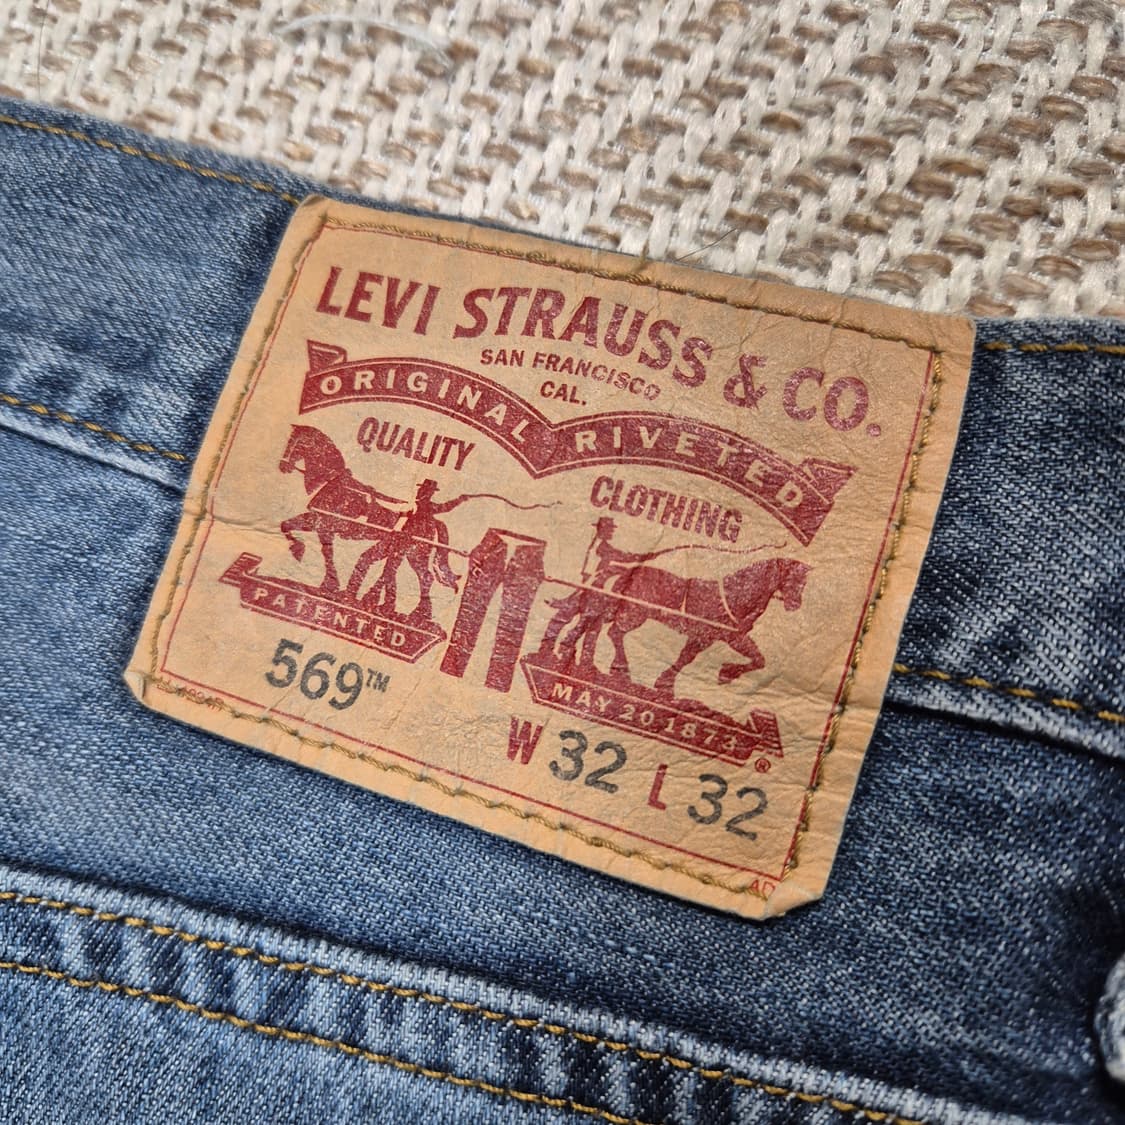 LEVI STRAUSS & CO.
SAN FRANCISCO
CAL.
ORIGINAL RIVETED
QUALITY
CLOTHING
PATENTED
MAY 20 1873
®
569™
W 32 L 32